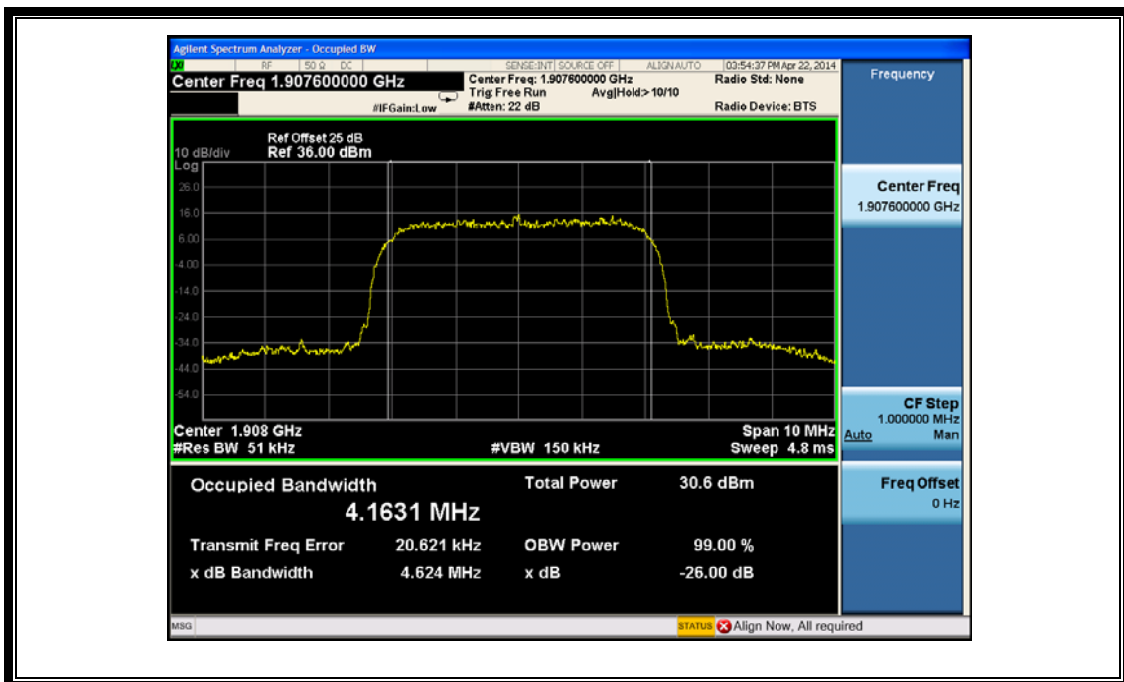 Agilent Spectrum Analyzer - Occupied BW
RF 50 Ω DC SENSE:INT SOURCE OFF ALIGNAUTO 03:54:37 PM Apr 22, 2014
Center Freq 1.907600000 GHz
Center Freq: 1.907600000 GHz
Radio Std: None
Trig: Free Run Avg|Hold:> 10/10
#IFGain:Low
#Atten: 22 dB
Radio Device: BTS
Ref Offset 25 dB
10 dB/div Ref 36.00 dBm
Log
26.0
16.0
6.00
-4.00
-14.0
-24.0
-34.0
-44.0
-54.0
Center 1.908 GHz
Span 10 MHz
#Res BW 51 kHz
#VBW 150 kHz
Sweep 4.8 ms
Occupied Bandwidth
4.1631 MHz
Total Power 30.6 dBm
Transmit Freq Error 20.621 kHz
OBW Power 99.00 %
x dB Bandwidth 4.624 MHz
x dB -26.00 dB
Frequency
Center Freq
1.907600000 GHz
CF Step
1.000000 MHz
Auto Man
Freq Offset
0 Hz
MSG
STATUS Align Now, All required